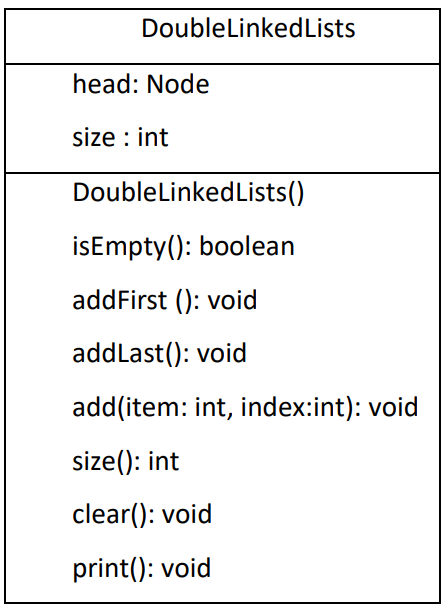 DoubleLinkedLists
head: Node
size : int
DoubleLinkedLists()
isEmpty(): boolean
addFirst (): void
addLast(): void
add(item: int, index:int): void
size(): int
clear(): void
print(): void